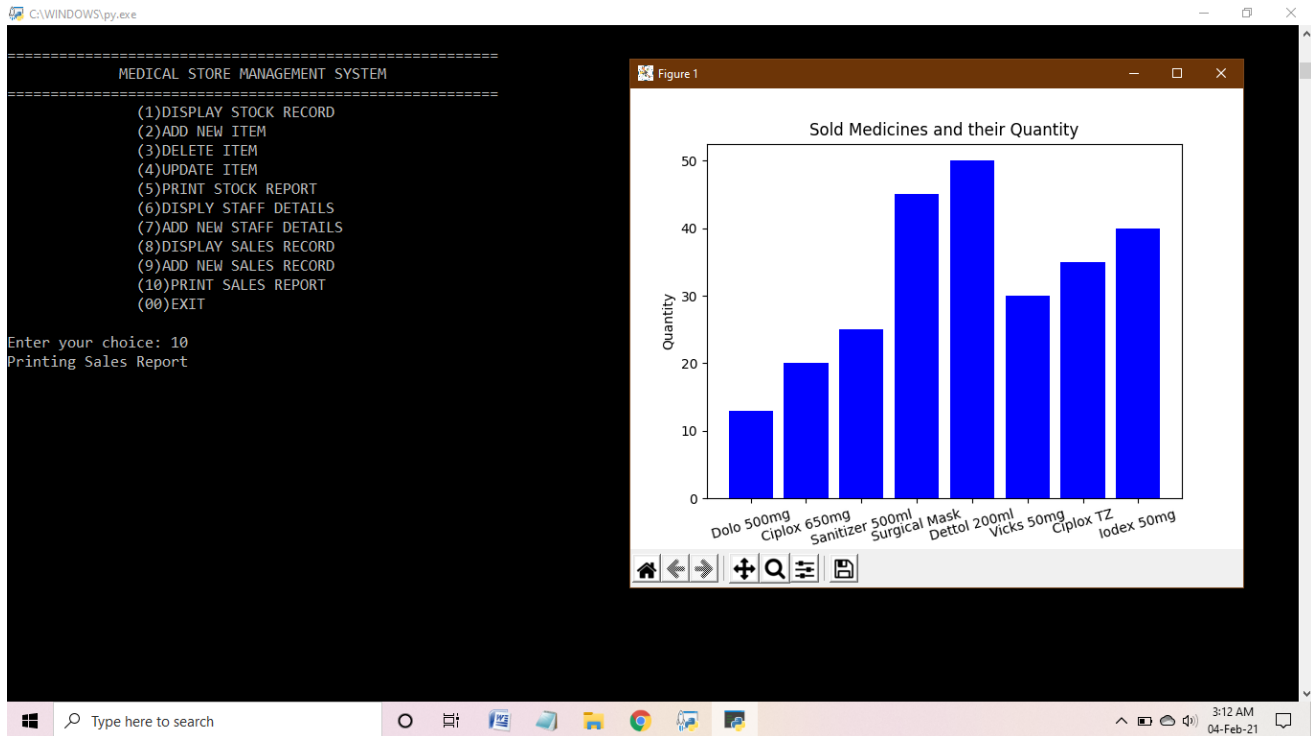 C:\WINDOWS\py.exe
=========================================================
MEDICAL STORE MANAGEMENT SYSTEM
=========================================================
(1)DISPLAY STOCK RECORD
(2)ADD NEW ITEM
(3)DELETE ITEM
(4)UPDATE ITEM
(5)PRINT STOCK REPORT
(6)DISPLY STAFF DETAILS
(7)ADD NEW STAFF DETAILS
(8)DISPLAY SALES RECORD
(9)ADD NEW SALES RECORD
(10)PRINT SALES REPORT
(00)EXIT
Enter your choice: 10
Printing Sales Report
Figure 1
Sold Medicines and their Quantity
50
40
30
20
10
0
Quantity
Dolo 500mg
Ciplox 650mg
Sanitizer 500ml
Surgical Mask
Dettol 200ml
Vicks 50mg
Ciplox TZ
Iodex 50mg
Type here to search
3:12 AM
04-Feb-21